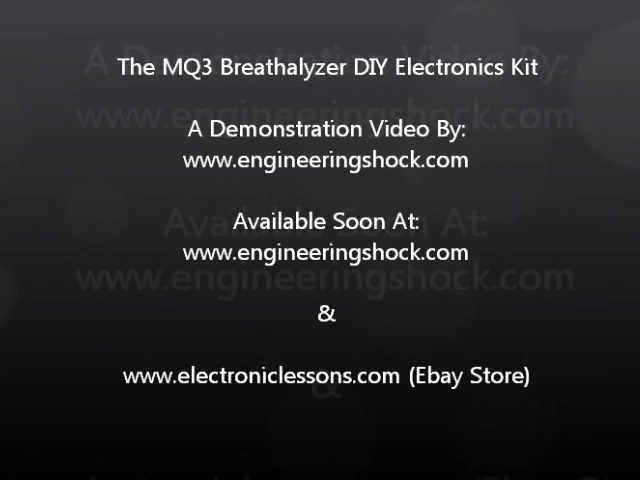 The MQ3 Breathalyzer DIY Electronics Kit
A Demonstration Video By:
www.engineeringshock.com
Available Soon At:
www.engineeringshock.com
&
www.electroniclessons.com (Ebay Store)